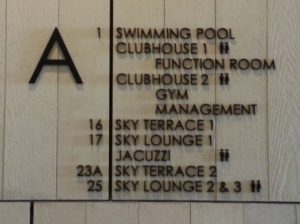 A
1 SWIMMING POOL
CLUBHOUSE 1
FUNCTION ROOM
CLUBHOUSE 2
GYM
MANAGEMENT
16 SKY TERRACE 1
17 SKY LOUNGE 1
JACUZZI
23A SKY TERRACE 2
25 SKY LOUNGE 2 & 3